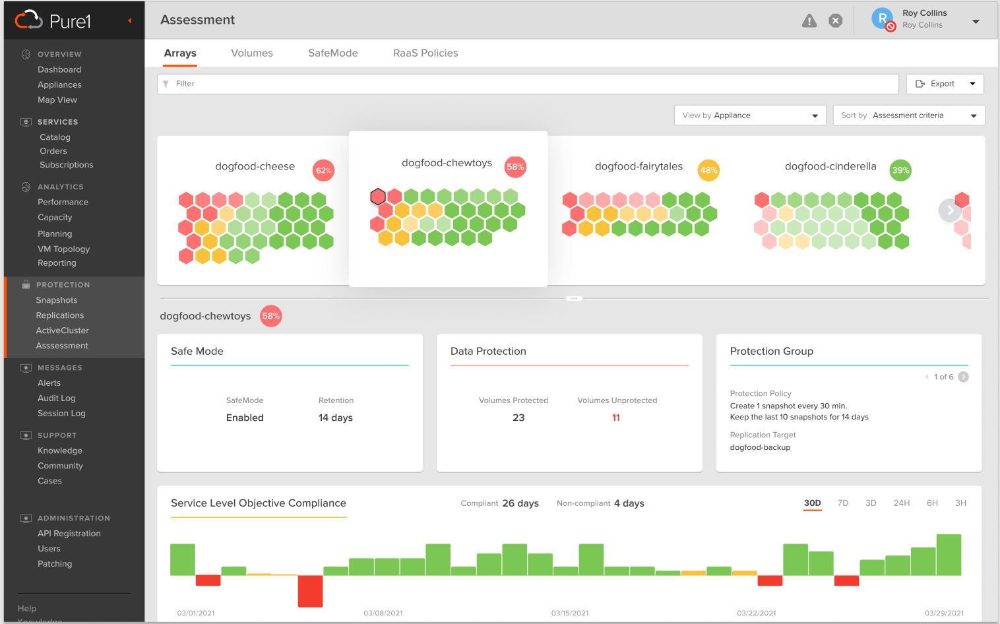 Pure1
OVERVIEW
Dashboard
Appliances
Map View
SERVICES
Catalog
Orders
Subscriptions
ANALYTICS
Performance
Capacity
Planning
VM Topology
Reporting
PROTECTION
Snapshots
Replications
ActiveCluster
Asssessment
MESSAGES
Alerts
Audit Log
Session Log
SUPPORT
Knowledge
Community
Cases
ADMINISTRATION
API Registration
Users
Patching
Help
Knowledge
Assessment
R
Roy Collins
Roy Collins
Arrays Volumes SafeMode RaaS Policies
Filter
Export
View by Appliance
Sort by Assessment criteria
dogfood-cheese 62%
dogfood-chewtoys 58%
dogfood-fairytales 48%
dogfood-cinderella 39%
dogfood-chewtoys 58%
Safe Mode
SafeMode Retention
Enabled 14 days
Data Protection
Volumes Protected Volumes Unprotected
23 11
Protection Group
1 of 6
Protection Policy
Create 1 snapshot every 30 min.
Keep the last 10 snapshots for 14 days
Replication Target
dogfood-backup
Service Level Objective Compliance
Compliant 26 days Non-compliant 4 days
30D 7D 3D 24H 6H 3H
03/01/2021 03/08/2021 03/15/2021 03/22/2021 03/29/2021